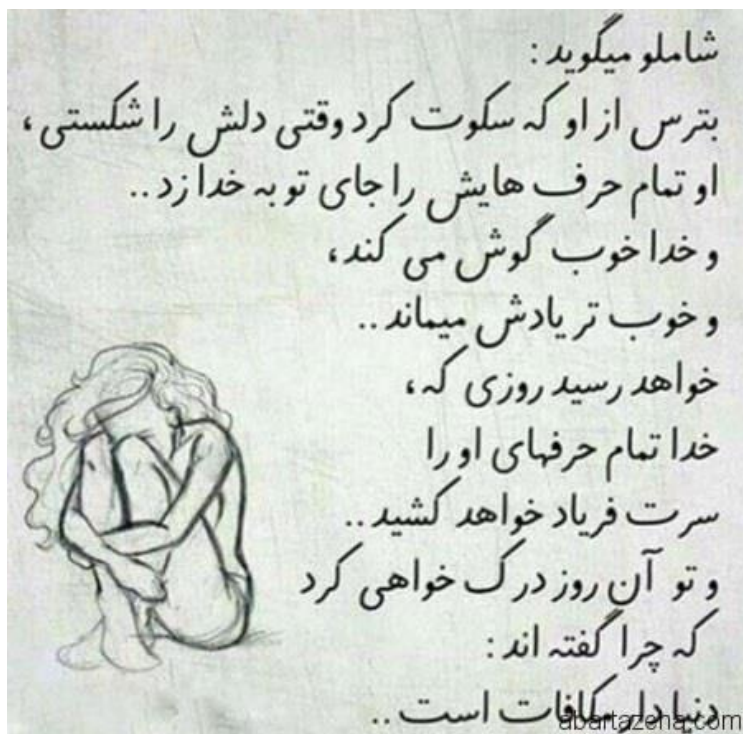 شاملو میگوید :
بترس از او که سکوت کرد وقتی دلش را شکستی ،
او تمام حرف هایش را جای تو به خدا زد ..
و خدا خوب گوش می کند ،
و خوب تر یادش میماند ..
خواهد رسید روزی که ،
خدا تمام حرفهای او را
سرت فریاد خواهد کشید ..
و تو آن روز درک خواهی کرد
که چرا گفته اند :
دنیا دار مکافات است ..
abartazeha.com